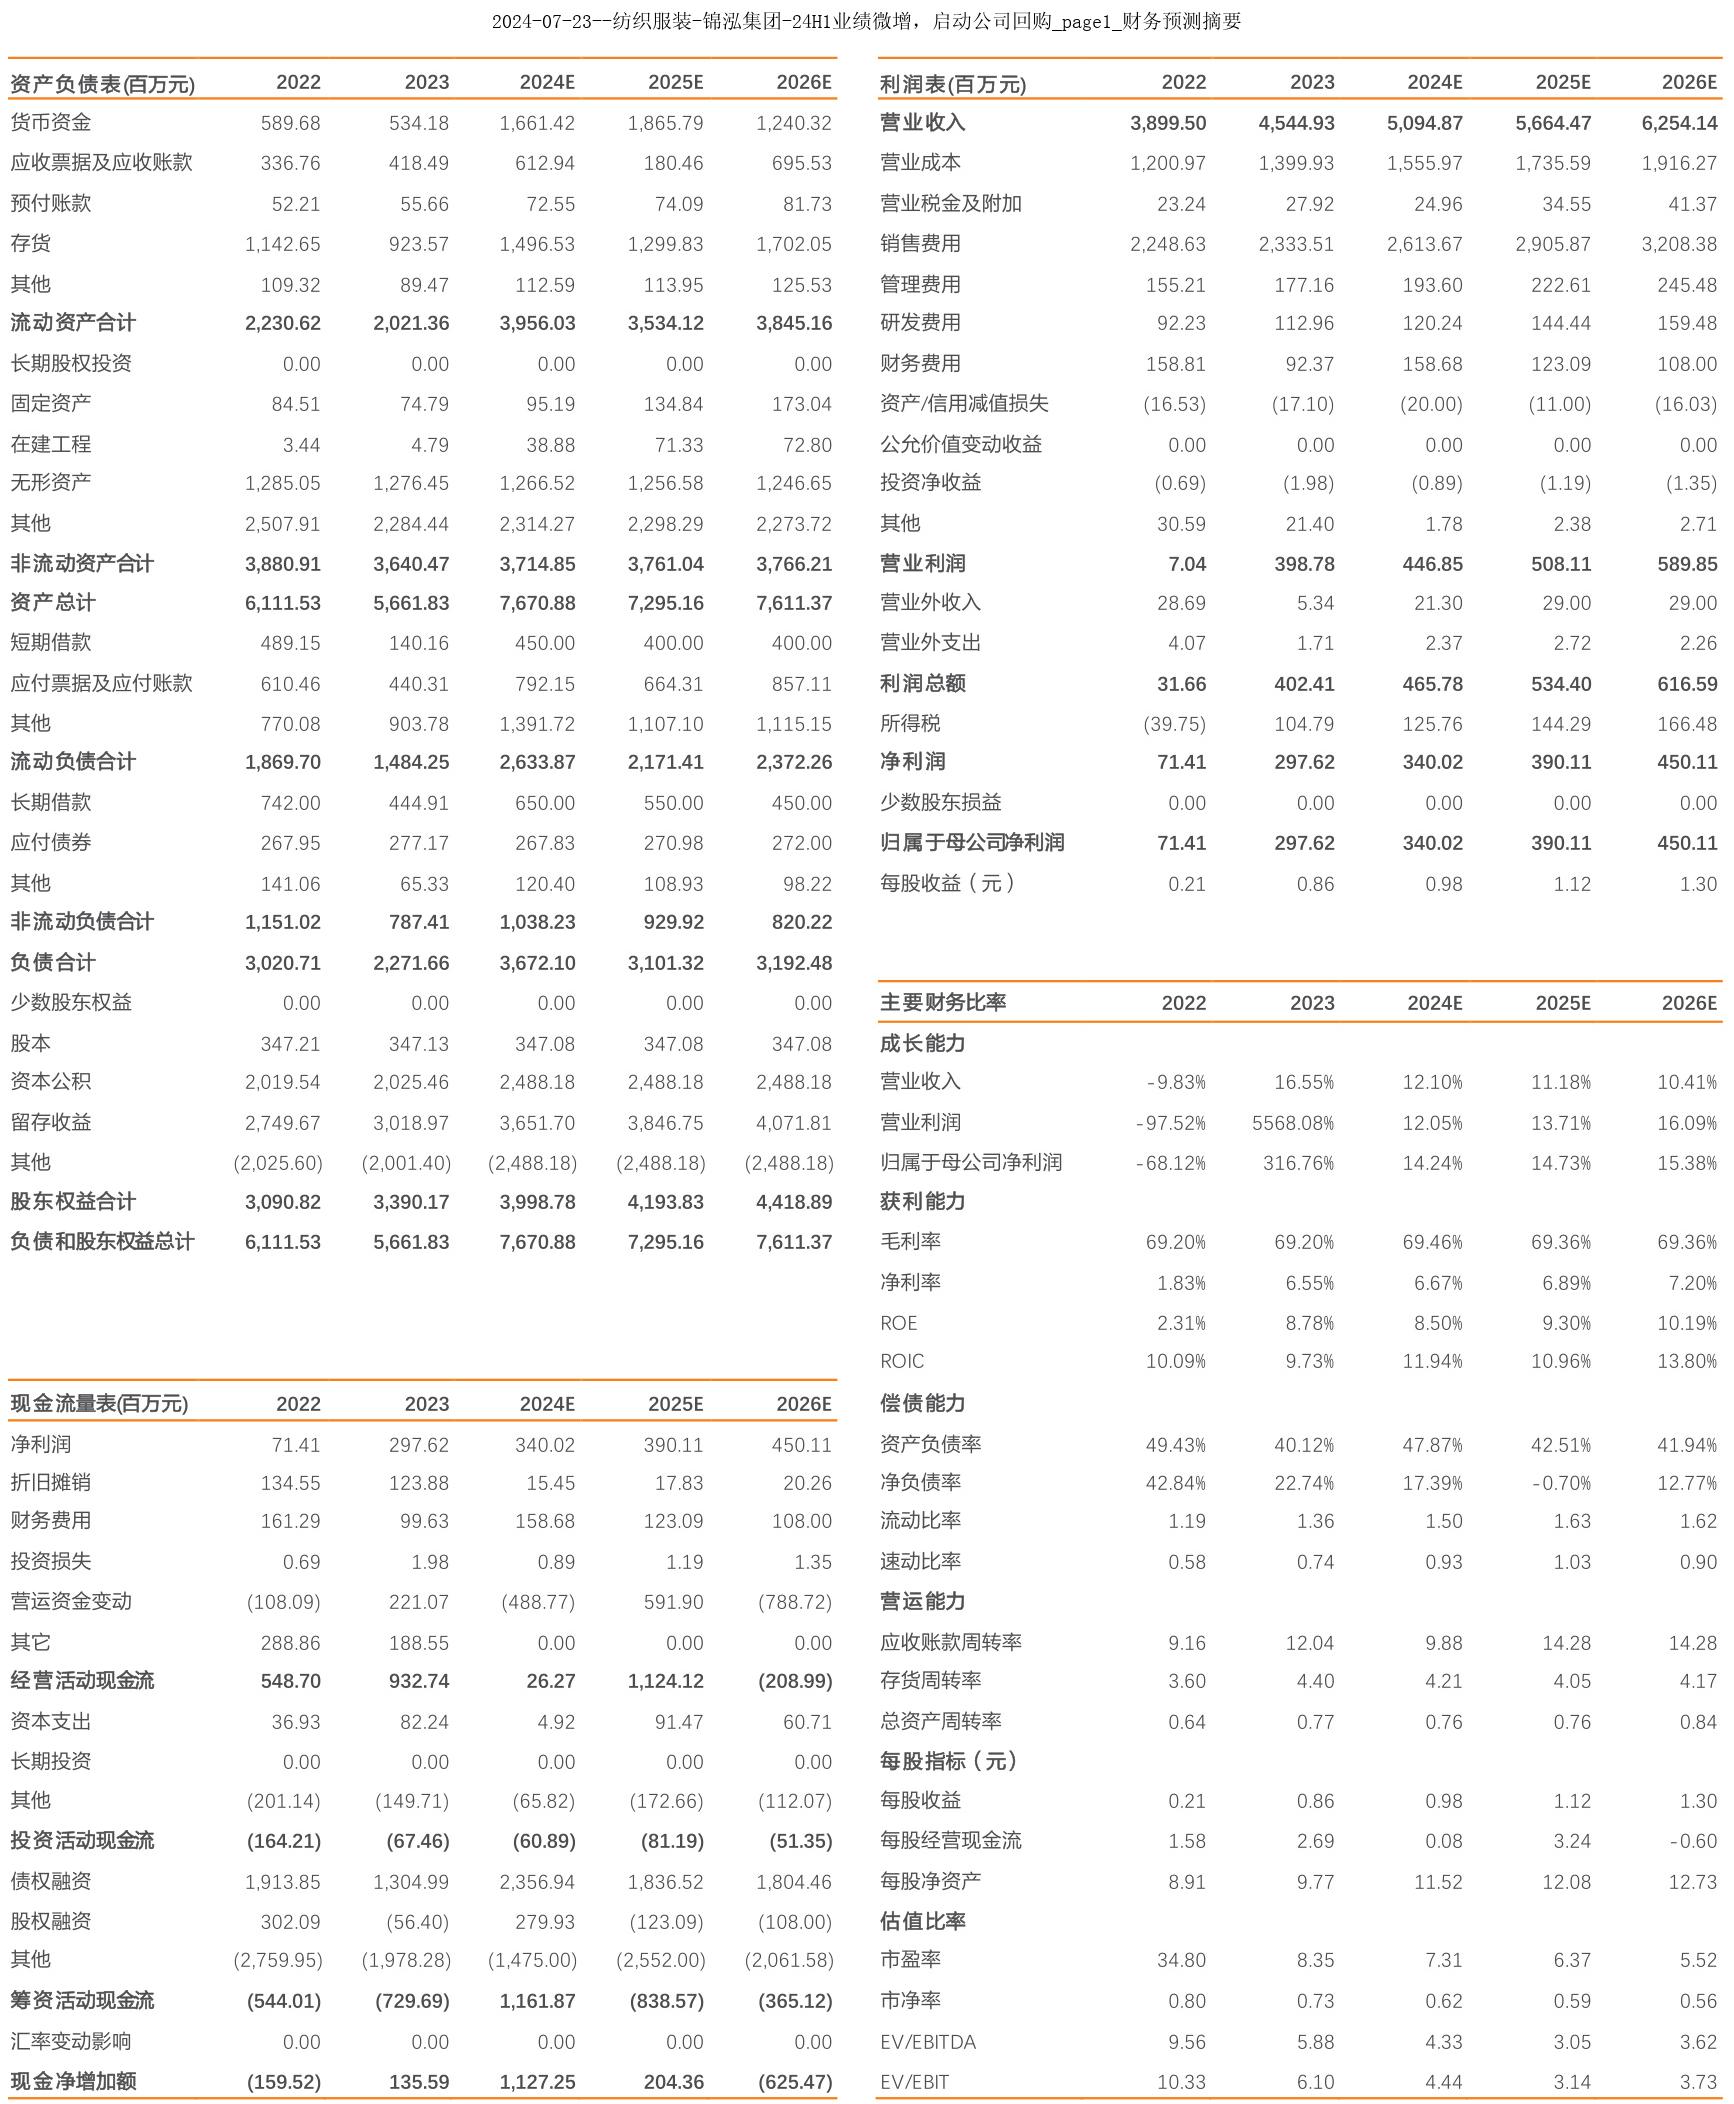 2024-07-23--纺织服装-锦泓集团-24H1业绩微增，启动公司回购_page1_财务预测摘要
资产负债表(百万元) 2022 2023 2024E 2025E 2026E
货币资金 589.68 534.18 1,661.42 1,865.79 1,240.32
应收票据及应收账款 336.76 418.49 612.94 180.46 695.53
预付账款 52.21 55.66 72.55 74.09 81.73
存货 1,142.65 923.57 1,496.53 1,299.83 1,702.05
其他 109.32 89.47 112.59 113.95 125.53
流动资产合计 2,230.62 2,021.36 3,956.03 3,534.12 3,845.16
长期股权投资 0.00 0.00 0.00 0.00 0.00
固定资产 84.51 74.79 95.19 134.84 173.04
在建工程 3.44 4.79 38.88 71.33 72.80
无形资产 1,285.05 1,276.45 1,266.52 1,256.58 1,246.65
其他 2,507.91 2,284.44 2,314.27 2,298.29 2,273.72
非流动资产合计 3,880.91 3,640.47 3,714.85 3,761.04 3,766.21
资产总计 6,111.53 5,661.83 7,670.88 7,295.16 7,611.37
短期借款 489.15 140.16 450.00 400.00 400.00
应付票据及应付账款 610.46 440.31 792.15 664.31 857.11
其他 770.08 903.78 1,391.72 1,107.10 1,115.15
流动负债合计 1,869.70 1,484.25 2,633.87 2,171.41 2,372.26
长期借款 742.00 444.91 650.00 550.00 450.00
应付债券 267.95 277.17 267.83 270.98 272.00
其他 141.06 65.33 120.40 108.93 98.22
非流动负债合计 1,151.02 787.41 1,038.23 929.92 820.22
负债合计 3,020.71 2,271.66 3,672.10 3,101.32 3,192.48
少数股东权益 0.00 0.00 0.00 0.00 0.00
股本 347.21 347.13 347.08 347.08 347.08
资本公积 2,019.54 2,025.46 2,488.18 2,488.18 2,488.18
留存收益 2,749.67 3,018.97 3,651.70 3,846.75 4,071.81
其他 (2,025.60) (2,001.40) (2,488.18) (2,488.18) (2,488.18)
股东权益合计 3,090.82 3,390.17 3,998.78 4,193.83 4,418.89
负债和股东权益总计 6,111.53 5,661.83 7,670.88 7,295.16 7,611.37
现金流量表(百万元) 2022 2023 2024E 2025E 2026E
净利润 71.41 297.62 340.02 390.11 450.11
折旧摊销 134.55 123.88 15.45 17.83 20.26
财务费用 161.29 99.63 158.68 123.09 108.00
投资损失 0.69 1.98 0.89 1.19 1.35
营运资金变动 (108.09) 221.07 (488.77) 591.90 (788.72)
其它 288.86 188.55 0.00 0.00 0.00
经营活动现金流 548.70 932.74 26.27 1,124.12 (208.99)
资本支出 36.93 82.24 4.92 91.47 60.71
长期投资 0.00 0.00 0.00 0.00 0.00
其他 (201.14) (149.71) (65.82) (172.66) (112.07)
投资活动现金流 (164.21) (67.46) (60.89) (81.19) (51.35)
债权融资 1,913.85 1,304.99 2,356.94 1,836.52 1,804.46
股权融资 302.09 (56.40) 279.93 (123.09) (108.00)
其他 (2,759.95) (1,978.28) (1,475.00) (2,552.00) (2,061.58)
筹资活动现金流 (544.01) (729.69) 1,161.87 (838.57) (365.12)
汇率变动影响 0.00 0.00 0.00 0.00 0.00
现金净增加额 (159.52) 135.59 1,127.25 204.36 (625.47)
利润表(百万元) 2022 2023 2024E 2025E 2026E
营业收入 3,899.50 4,544.93 5,094.87 5,664.47 6,254.14
营业成本 1,200.97 1,399.93 1,555.97 1,735.59 1,916.27
营业税金及附加 23.24 27.92 24.96 34.55 41.37
销售费用 2,248.63 2,333.51 2,613.67 2,905.87 3,208.38
管理费用 155.21 177.16 193.60 222.61 245.48
研发费用 92.23 112.96 120.24 144.44 159.48
财务费用 158.81 92.37 158.68 123.09 108.00
资产/信用减值损失 (16.53) (17.10) (20.00) (11.00) (16.03)
公允价值变动收益 0.00 0.00 0.00 0.00 0.00
投资净收益 (0.69) (1.98) (0.89) (1.19) (1.35)
其他 30.59 21.40 1.78 2.38 2.71
营业利润 7.04 398.78 446.85 508.11 589.85
营业外收入 28.69 5.34 21.30 29.00 29.00
营业外支出 4.07 1.71 2.37 2.72 2.26
利润总额 31.66 402.41 465.78 534.40 616.59
所得税 (39.75) 104.79 125.76 144.29 166.48
净利润 71.41 297.62 340.02 390.11 450.11
少数股东损益 0.00 0.00 0.00 0.00 0.00
归属于母公司净利润 71.41 297.62 340.02 390.11 450.11
每股收益（元） 0.21 0.86 0.98 1.12 1.30
主要财务比率 2022 2023 2024E 2025E 2026E
成长能力
营业收入 -9.83% 16.55% 12.10% 11.18% 10.41%
营业利润 -97.52% 5568.08% 12.05% 13.71% 16.09%
归属于母公司净利润 -68.12% 316.76% 14.24% 14.73% 15.38%
获利能力
毛利率 69.20% 69.20% 69.46% 69.36% 69.36%
净利率 1.83% 6.55% 6.67% 6.89% 7.20%
ROE 2.31% 8.78% 8.50% 9.30% 10.19%
ROIC 10.09% 9.73% 11.94% 10.96% 13.80%
偿债能力
资产负债率 49.43% 40.12% 47.87% 42.51% 41.94%
净负债率 42.84% 22.74% 17.39% -0.70% 12.77%
流动比率 1.19 1.36 1.50 1.63 1.62
速动比率 0.58 0.74 0.93 1.03 0.90
营运能力
应收账款周转率 9.16 12.04 9.88 14.28 14.28
存货周转率 3.60 4.40 4.21 4.05 4.17
总资产周转率 0.64 0.77 0.76 0.76 0.84
每股指标（元）
每股收益 0.21 0.86 0.98 1.12 1.30
每股经营现金流 1.58 2.69 0.08 3.24 -0.60
每股净资产 8.91 9.77 11.52 12.08 12.73
估值比率
市盈率 34.80 8.35 7.31 6.37 5.52
市净率 0.80 0.73 0.62 0.59 0.56
EV/EBITDA 9.56 5.88 4.33 3.05 3.62
EV/EBIT 10.33 6.10 4.44 3.14 3.73